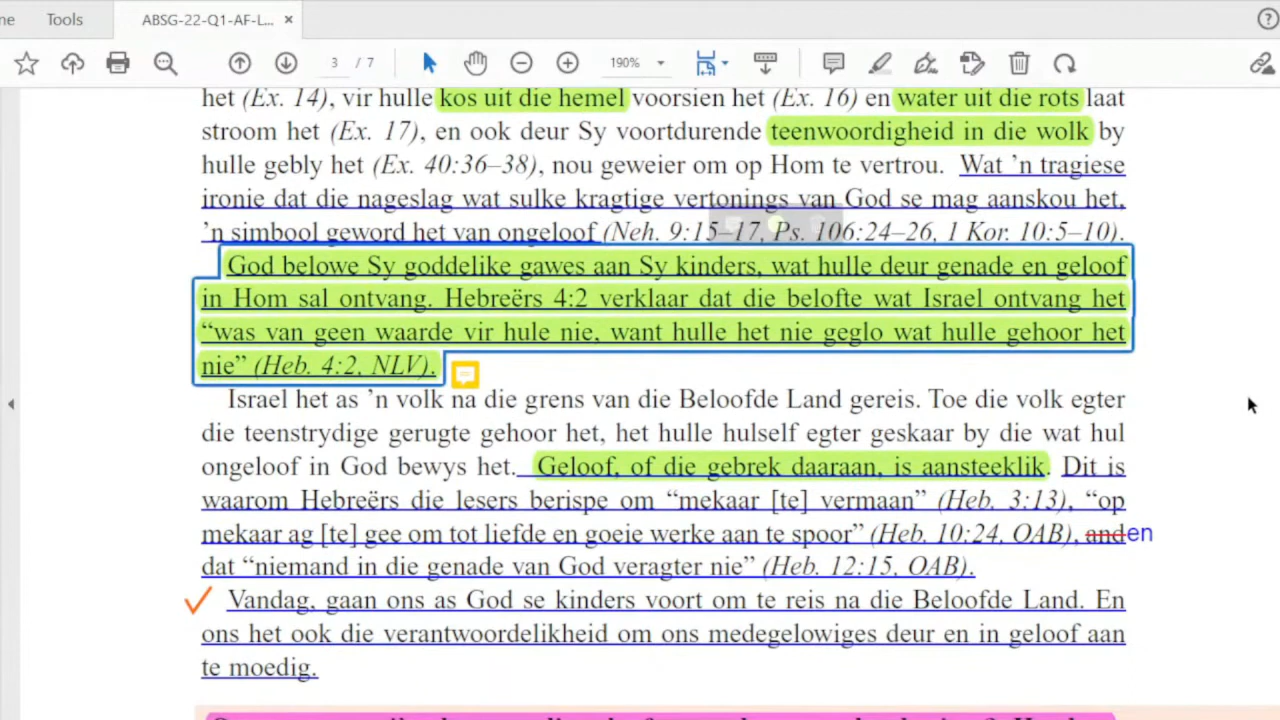 ne Tools ABSG-22-Q1-AF-L... ×
3 / 7 190%
het (Ex. 14), vir hulle kos uit die hemel voorsien het (Ex. 16) en water uit die rots laat
stroom het (Ex. 17), en ook deur Sy voortdurende teenwoordigheid in die wolk by
hulle gebly het (Ex. 40:36–38), nou geweier om op Hom te vertrou. Wat ’n tragiese
ironie dat die nageslag wat sulke kragtige vertonings van God se mag aanskou het,
’n simbool geword het van ongeloof (Neh. 9:15–17, Ps. 106:24–26, 1 Kor. 10:5–10).
God belowe Sy goddelike gawes aan Sy kinders, wat hulle deur genade en geloof
in Hom sal ontvang. Hebreërs 4:2 verklaar dat die belofte wat Israel ontvang het
“was van geen waarde vir hule nie, want hulle het nie geglo wat hulle gehoor het
nie” (Heb. 4:2, NLV).
Israel het as ’n volk na die grens van die Beloofde Land gereis. Toe die volk egter
die teenstrydige gerugte gehoor het, het hulle hulself egter geskaar by die wat hul
ongeloof in God bewys het. Geloof, of die gebrek daaraan, is aansteeklik. Dit is
waarom Hebreërs die lesers berispe om “mekaar [te] vermaan” (Heb. 3:13), “op
mekaar ag [te] gee om tot liefde en goeie werke aan te spoor” (Heb. 10:24, OAB), and en
dat “niemand in die genade van God veragter nie” (Heb. 12:15, OAB).
Vandag, gaan ons as God se kinders voort om te reis na die Beloofde Land. En
ons het ook die verantwoordelikheid om ons medegelowiges deur en in geloof aan
te moedig.